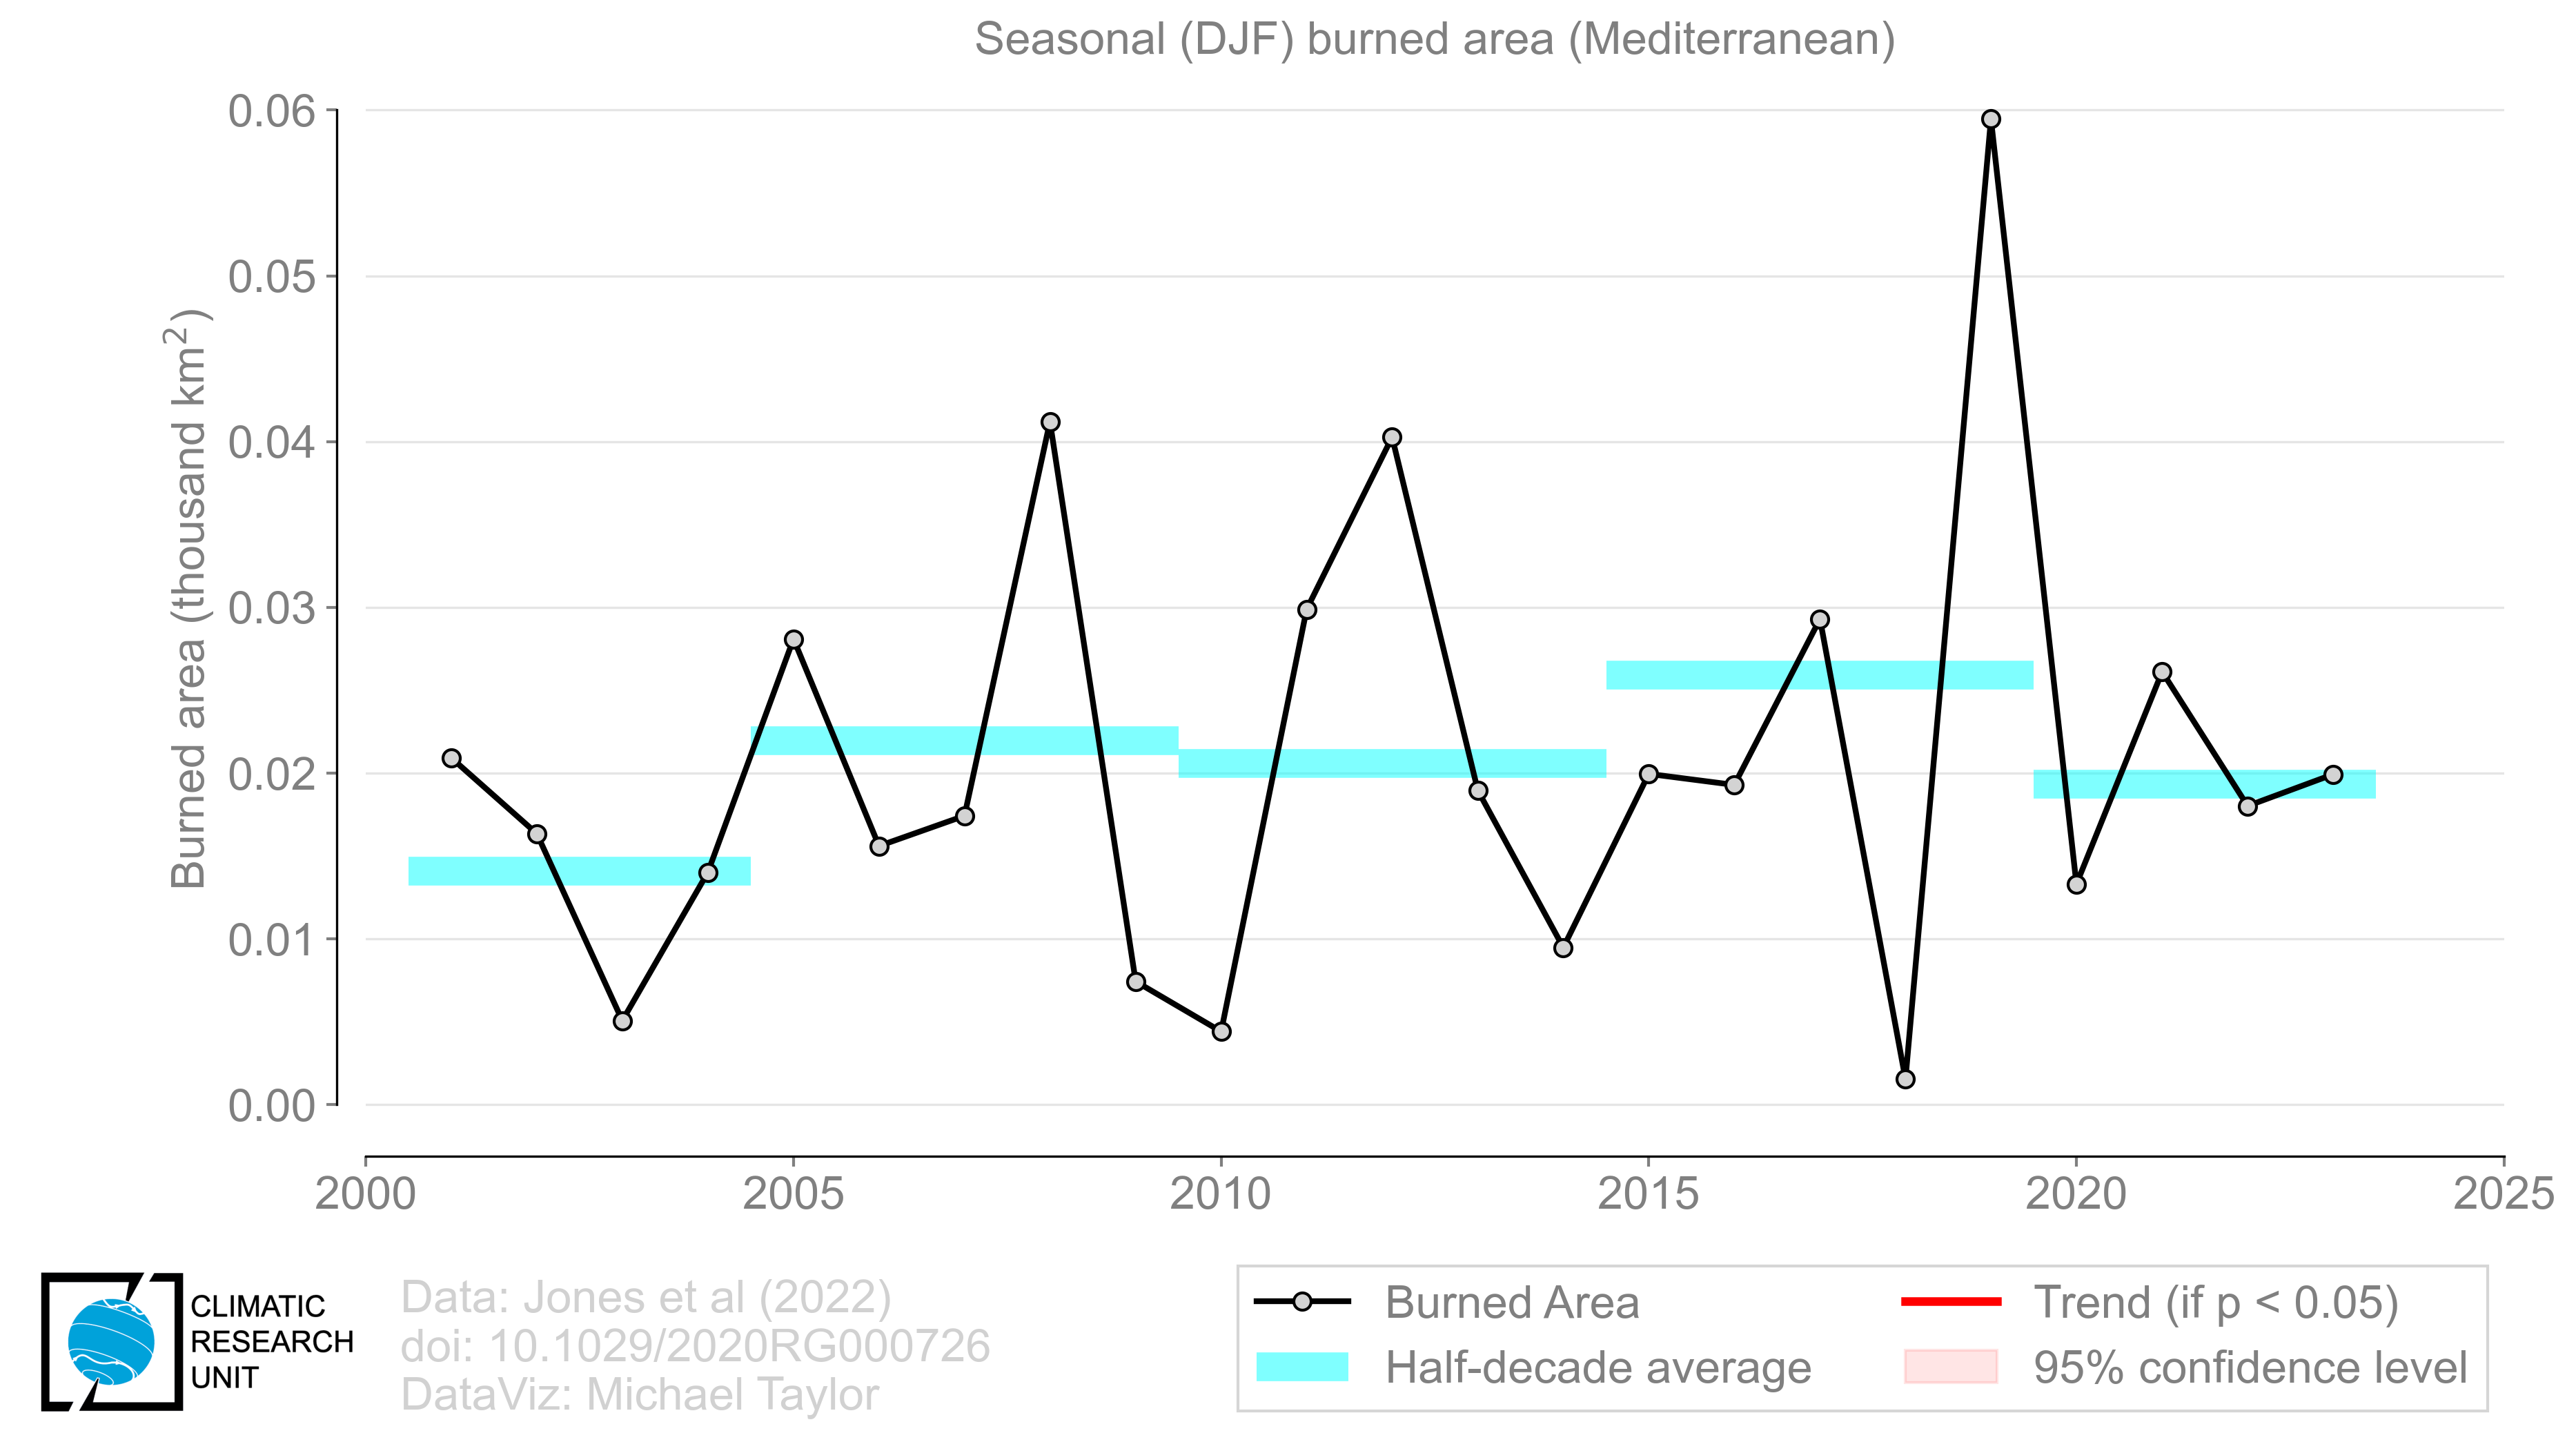 Seasonal (DJF) burned area (Mediterranean)
Burned area (thousand km²)
0.06
0.05
0.04
0.03
0.02
0.01
0.00
2000 2005 2010 2015 2020 2025
CLIMATIC
RESEARCH
UNIT
Data: Jones et al (2022)
doi: 10.1029/2020RG000726
DataViz: Michael Taylor
Burned Area
Half-decade average
Trend (if p < 0.05)
95% confidence level